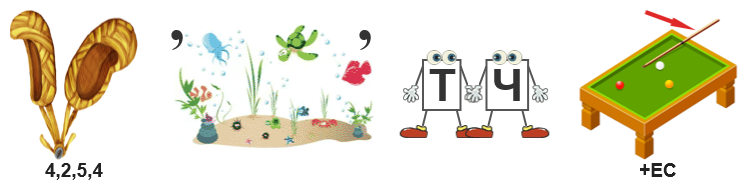 , ,
Т Ч
4,2,5,4
+ЕС